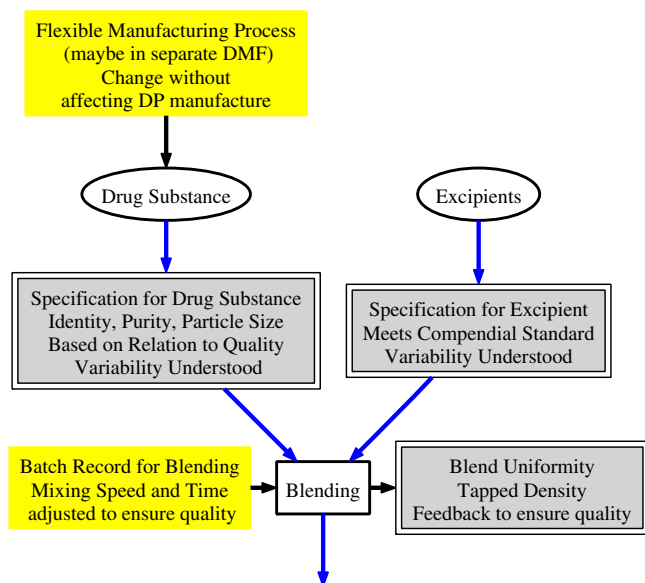 Flexible Manufacturing Process
(maybe in separate DMF)
Change without
affecting DP manufacture
Drug Substance
Excipients
Specification for Drug Substance
Identity, Purity, Particle Size
Based on Relation to Quality
Variability Understood
Specification for Excipient
Meets Compendial Standard
Variability Understood
Batch Record for Blending
Mixing Speed and Time
adjusted to ensure quality
Blending
Blend Uniformity
Tapped Density
Feedback to ensure quality